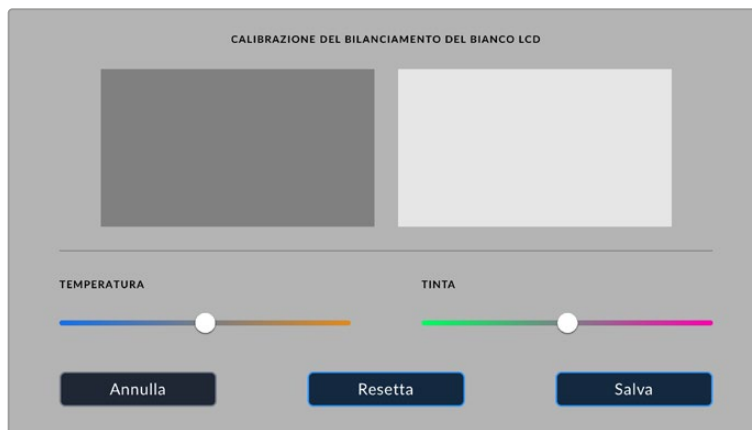 CALIBRAZIONE DEL BILANCIAMENTO DEL BIANCO LCD
TEMPERATURA
TINTA
Annulla
Resetta
Salva